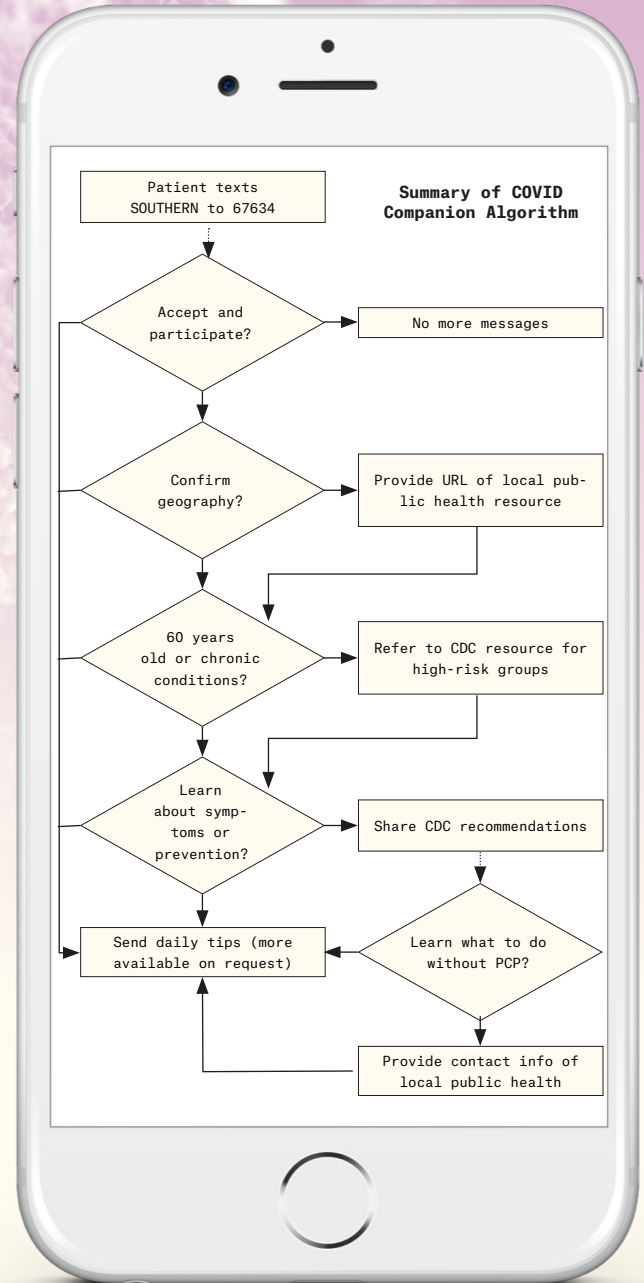 Patient texts
SOUTHERN to 67634
Summary of COVID
Companion Algorithm
Accept and
participate?
No more messages
Confirm
geography?
Provide URL of local pub-
lic health resource
60 years
old or chronic
conditions?
Refer to CDC resource for
high-risk groups
Learn
about symp-
toms or
prevention?
Share CDC recommendations
Send daily tips (more
available on request)
Learn what to do
without PCP?
Provide contact info of
local public health